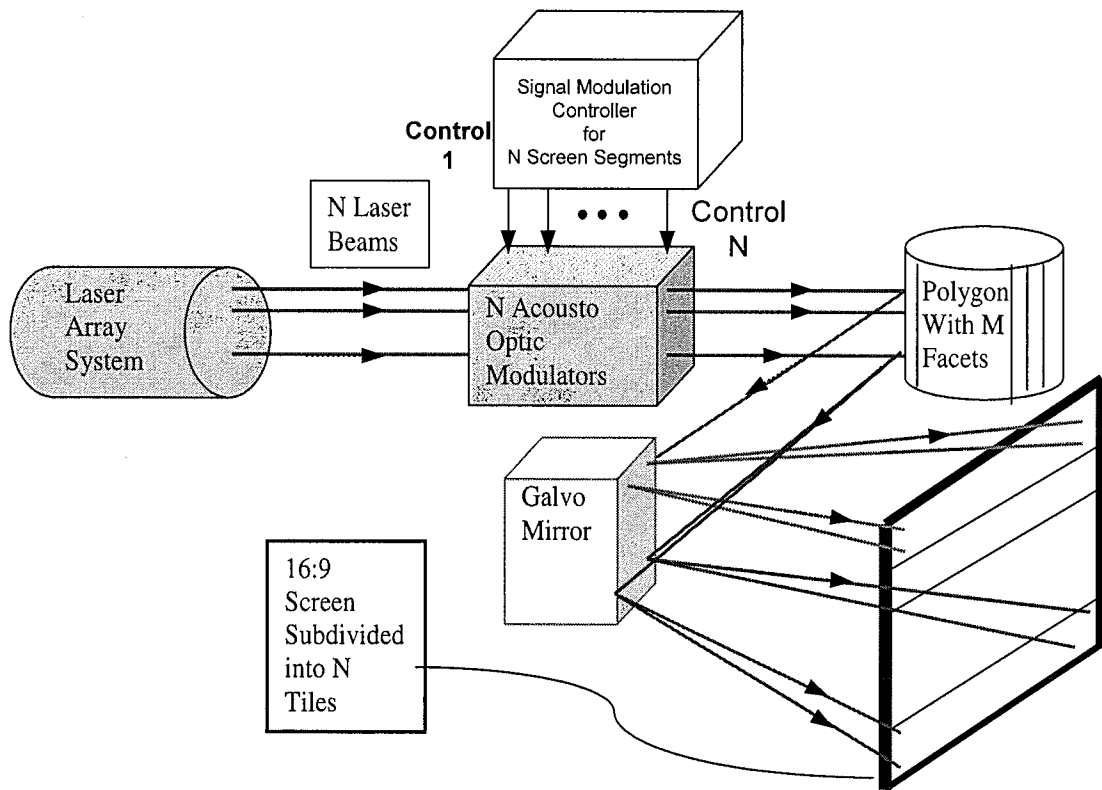 Signal Modulation
Controller
for
N Screen Segments
Control
1
N Laser
Beams
• • •
Control
N
Laser
Array
System
N Acousto
Optic
Modulators
Polygon
With M
Facets
Galvo
Mirror
16:9
Screen
Subdivided
into N
Tiles